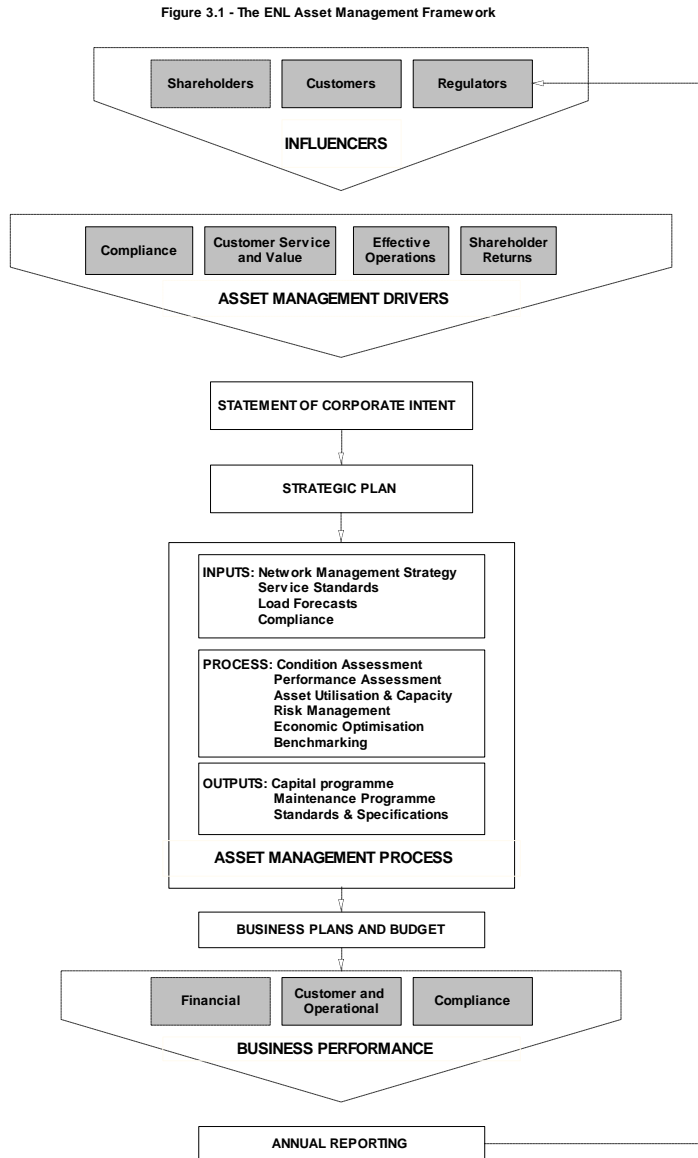 Figure 3.1 - The ENL Asset Management Framework
Shareholders
Customers
Regulators
INFLUENCERS
Compliance
Customer Service
and Value
Effective
Operations
Shareholder
Returns
ASSET MANAGEMENT DRIVERS
STATEMENT OF CORPORATE INTENT
STRATEGIC PLAN
INPUTS: Network Management Strategy
Service Standards
Load Forecasts
Compliance
PROCESS: Condition Assessment
Performance Assessment
Asset Utilisation & Capacity
Risk Management
Economic Optimisation
Benchmarking
OUTPUTS: Capital programme
Maintenance Programme
Standards & Specifications
ASSET MANAGEMENT PROCESS
BUSINESS PLANS AND BUDGET
Financial
Customer and
Operational
Compliance
BUSINESS PERFORMANCE
ANNUAL REPORTING